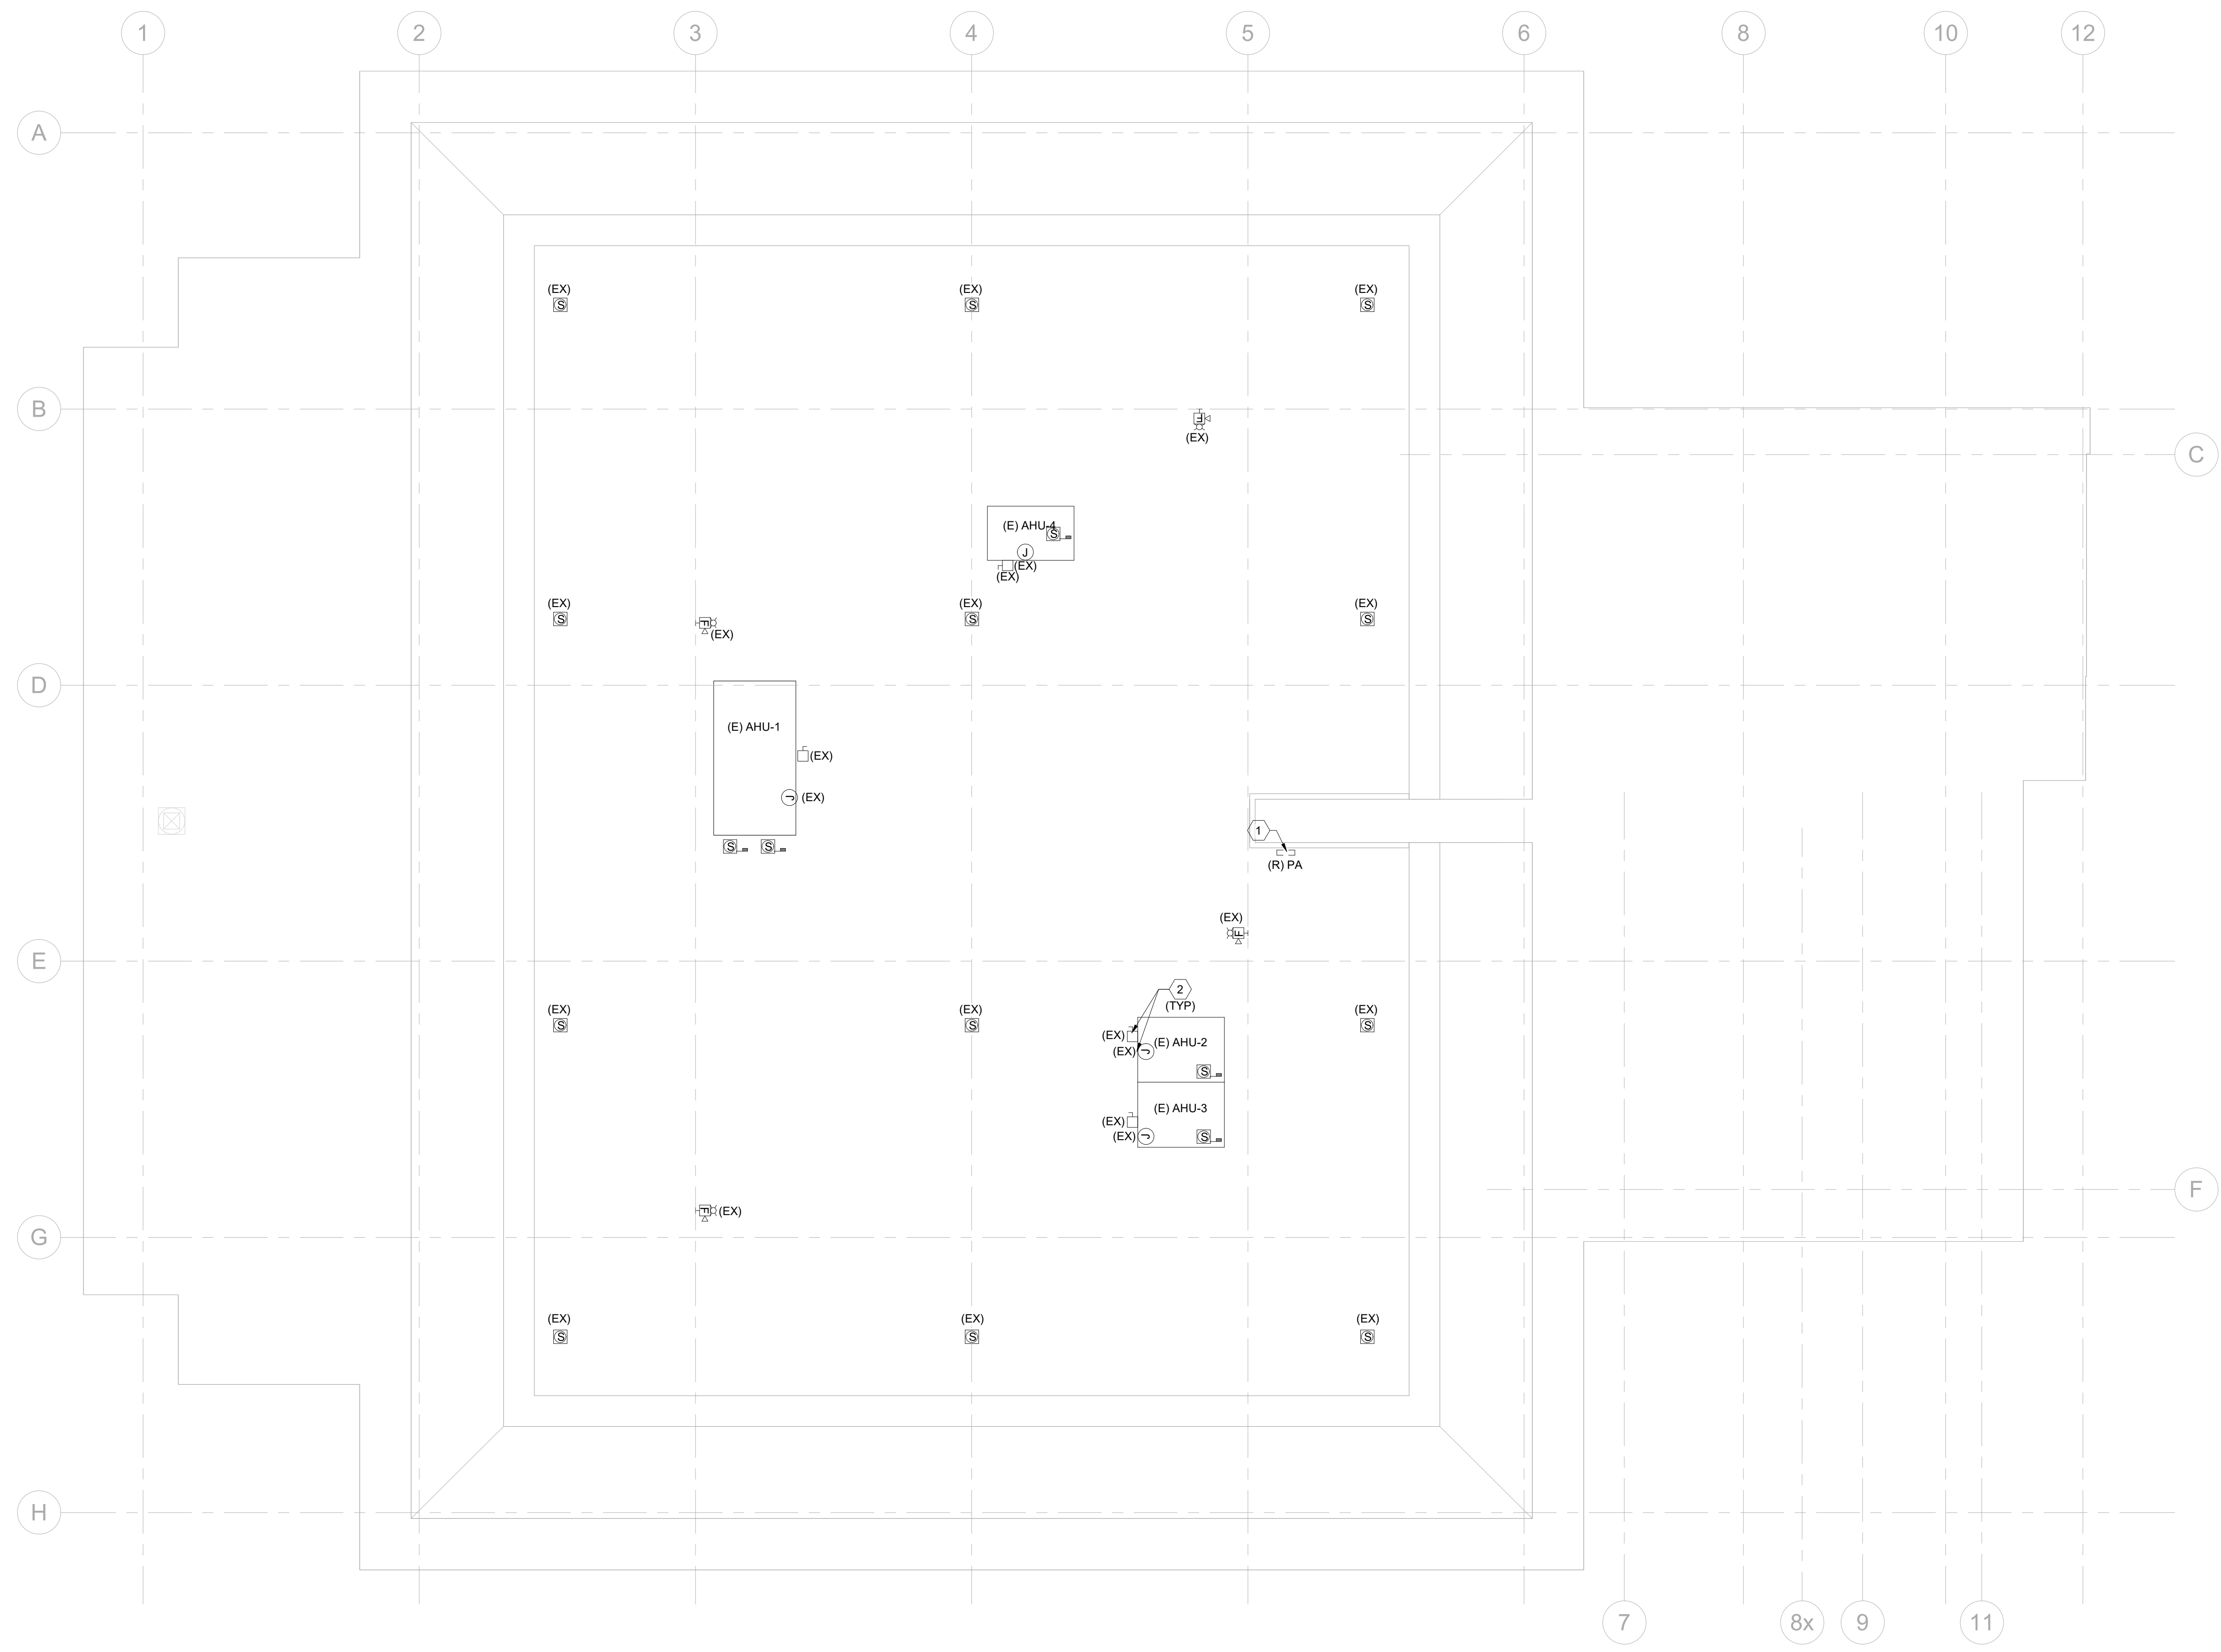 1 2 3 4 5 6 8 10 12
A
(EX) (EX) (EX)
S S S
B
F
(EX)
C
(E) AHU-4
S
J
(EX)
(EX)
(EX) (EX) (EX)
S S S
F
(EX)
D
(E) AHU-1
(EX)
J (EX)
1
S S
(R) PA
(EX)
F
E
2
(TYP)
(EX) (EX) (EX)
S S S
(EX)
(E) AHU-2
(EX) J
S
(E) AHU-3
(EX)
(EX) J
S
F
F (EX)
G
(EX) (EX) (EX)
S S S
H
7 8x 9 11